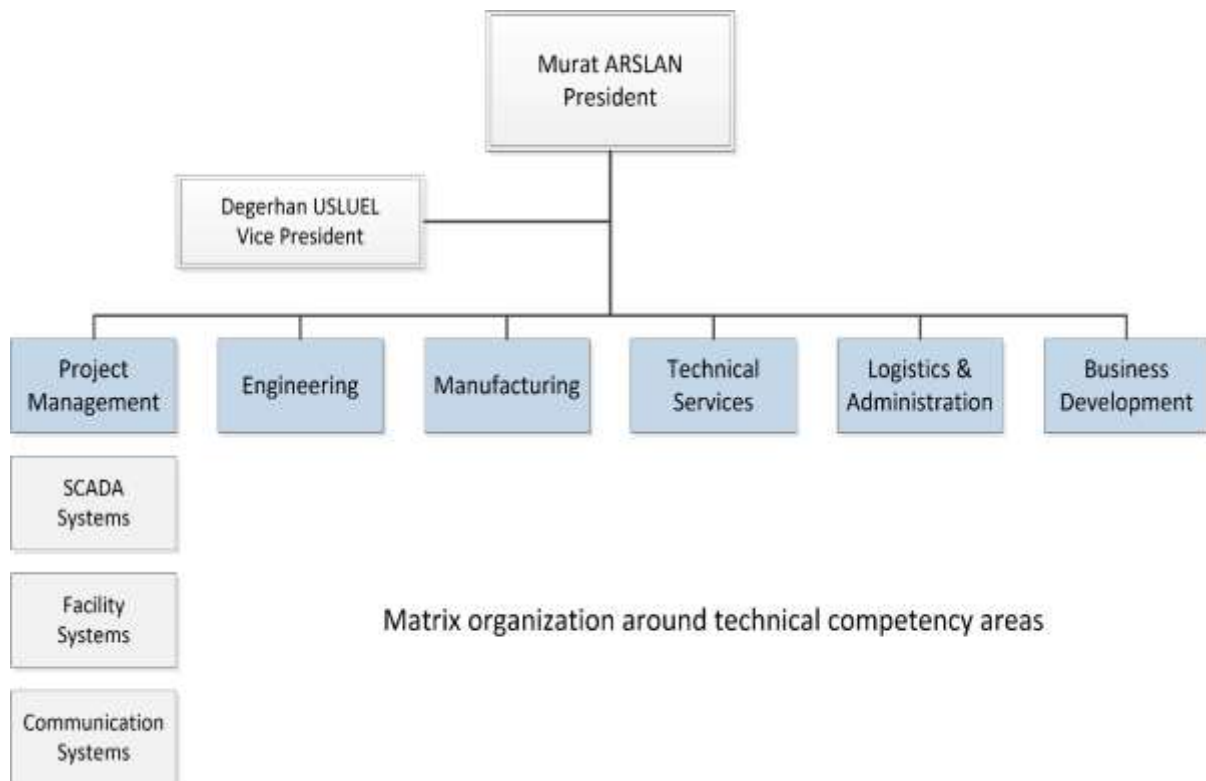 Murat ARSLAN
President
Degerhan USLUEL
Vice President
Project
Management
Engineering
Manufacturing
Technical
Services
Logistics &
Administration
Business
Development
SCADA
Systems
Facility
Systems
Matrix organization around technical competency areas
Communication
Systems